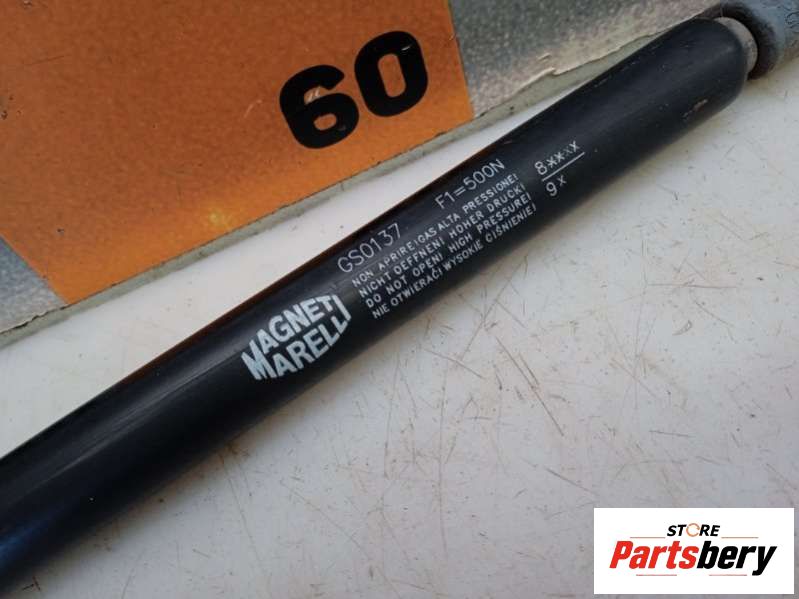 60
GS0137 F1=500N
NON APRIRE! GAS ALTA PRESSIONE!
NICHT DEFFNEN! HOHER DRUCK!
DO NOT OPEN! HIGH PRESSURE!
NIE OTWIERAĆ! WYSOKIE CIŚNIENIE!
8****
9*
MAGNETI
MARELLI
STORE
Partsbery